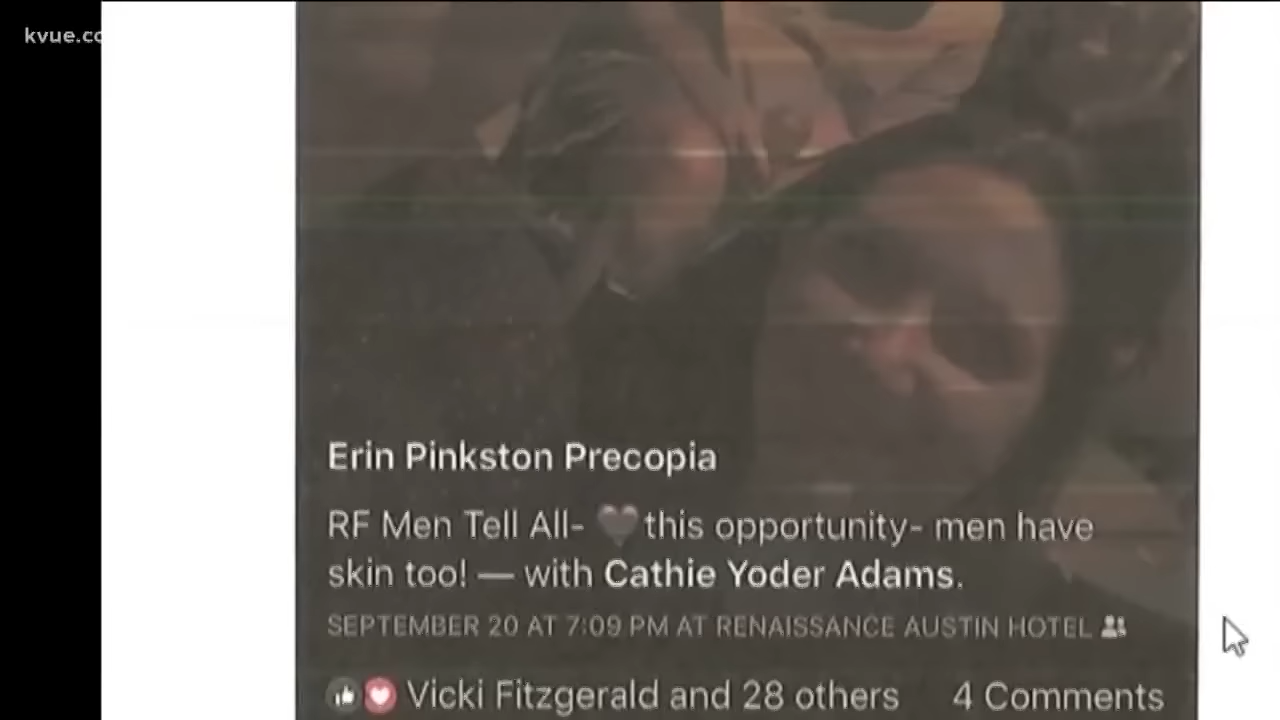 kvue.co
Erin Pinkston Precopia
RF Men Tell All- ❤this opportunity- men have
skin too! — with Cathie Yoder Adams.
SEPTEMBER 20 AT 7:09 PM AT RENAISSANCE AUSTIN HOTEL
Vicki Fitzgerald and 28 others 4 Comments